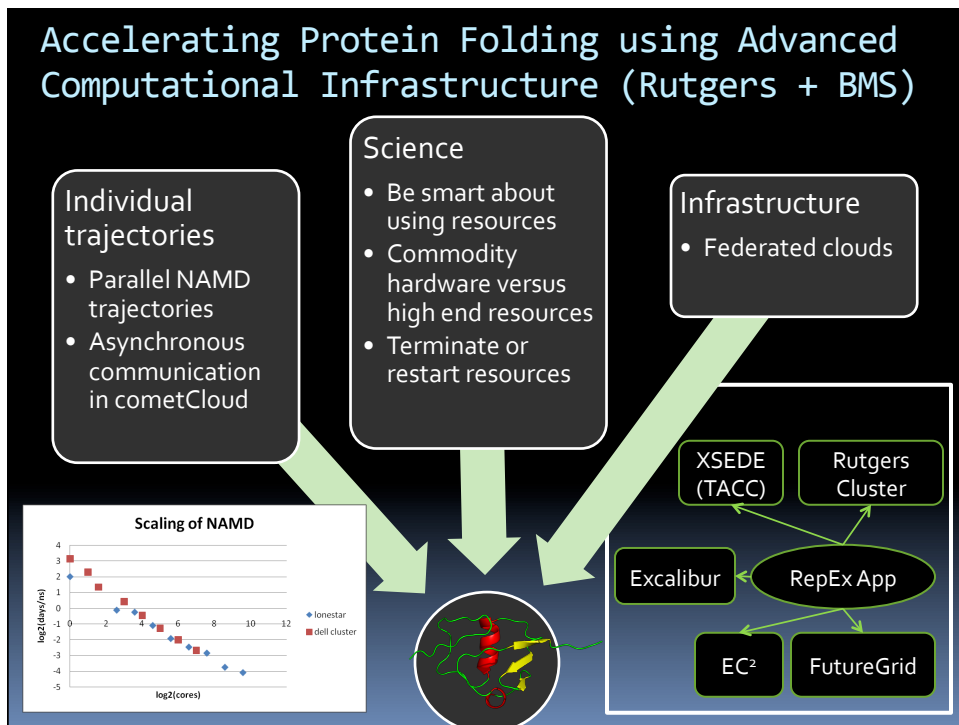 Accelerating Protein Folding using Advanced
Computational Infrastructure (Rutgers + BMS)
Individual
trajectories
• Parallel NAMD
trajectories
• Asynchronous
communication
in cometCloud
Science
• Be smart about
using resources
• Commodity
hardware versus
high end resources
• Terminate or
restart resources
Infrastructure
• Federated clouds
Scaling of NAMD
log2(days/ns)
4
3
2
1
0
-1
-2
-3
-4
-5
0 2 4 6 8 10 12
log2(cores)
lonestar
dell cluster
XSEDE
(TACC)
Rutgers
Cluster
Excalibur
RepEx App
EC²
FutureGrid